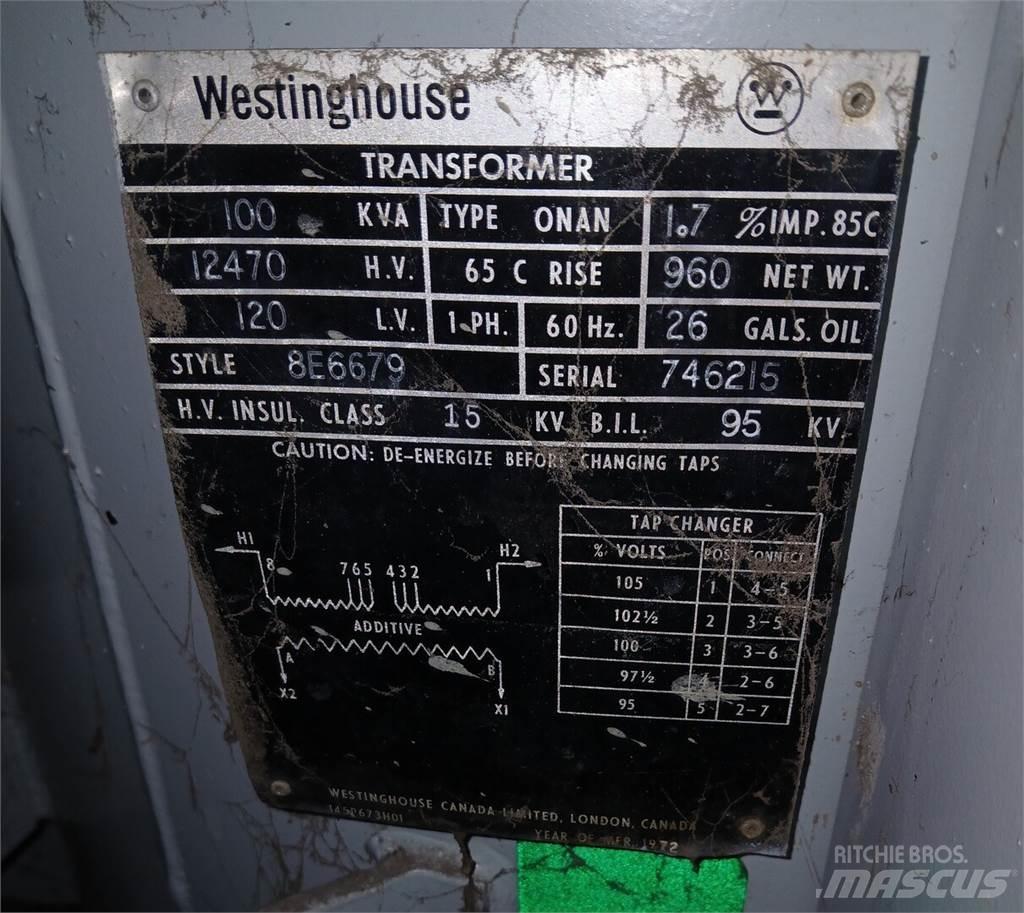 Westinghouse
W
TRANSFORMER
100 KVA TYPE ONAN 1.7 % IMP. 85C
12470 H.V. 65 C RISE 960 NET WT.
120 L.V. 1 PH. 60 Hz. 26 GALS. OIL
STYLE 8E6679 SERIAL 746215
H.V. INSUL. CLASS 15 KV B.I.L. 95 KV.
CAUTION: DE-ENERGIZE BEFORE CHANGING TAPS
H1 H2
8 765 432 1
ADDITIVE
A B
X2 X1
TAP CHANGER
% VOLTS POS CONNECT
105 1 4-5
102½ 2 3-5
100 3 3-6
97½ 4 2-6
95 5 2-7
WESTINGHOUSE CANADA LIMITED, LONDON, CANADA
YEAR OF MFR. 1972
RITCHIE BROS.
MASCUS